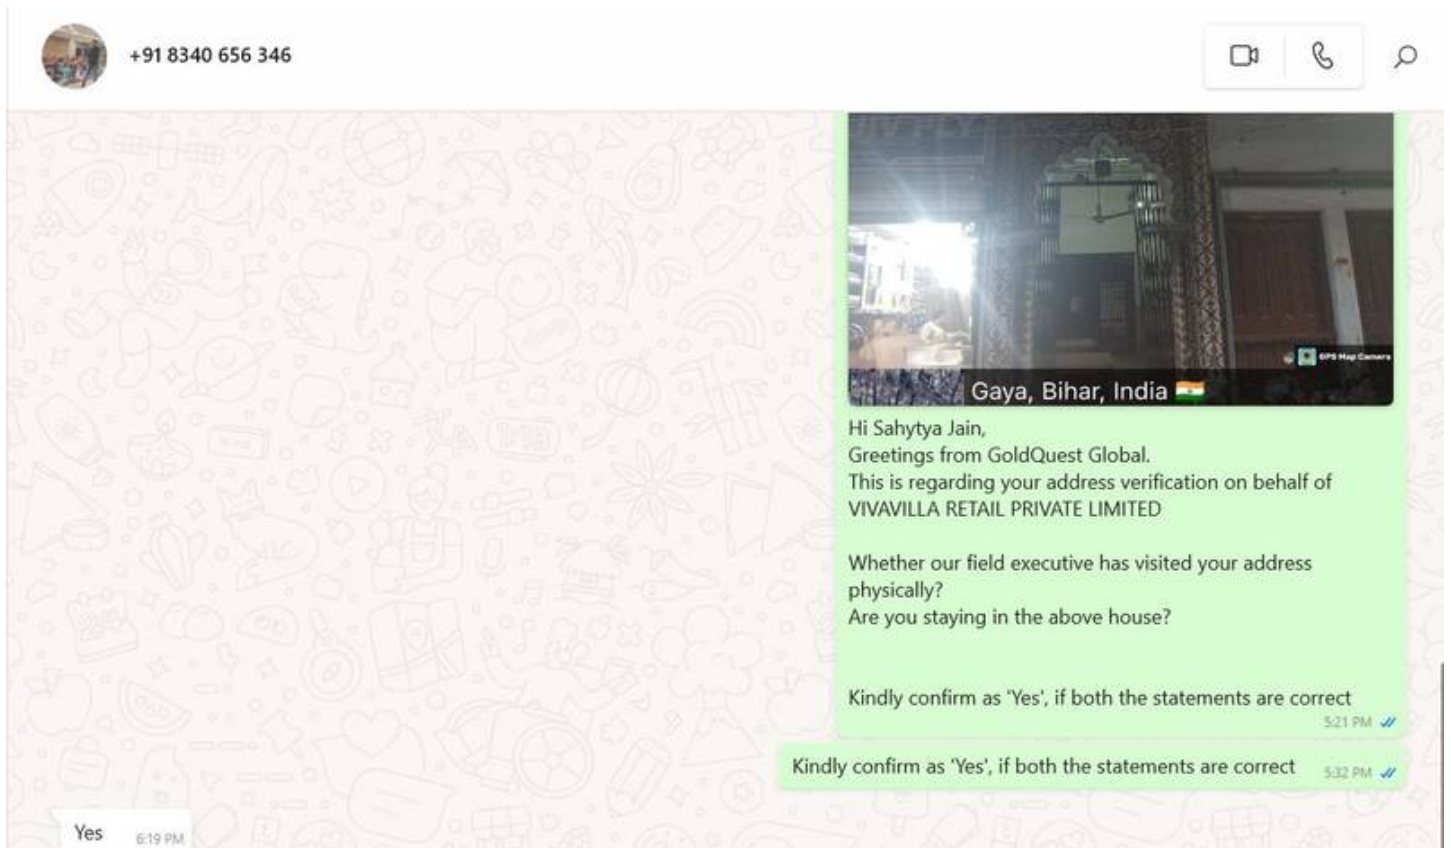 +91 8340 656 346
GPS Map Camera
Gaya, Bihar, India
Hi Sahytya Jain,
Greetings from GoldQuest Global.
This is regarding your address verification on behalf of
VIVAVILLA RETAIL PRIVATE LIMITED
Whether our field executive has visited your address
physically?
Are you staying in the above house?
Kindly confirm as 'Yes', if both the statements are correct
5:21 PM
Kindly confirm as 'Yes', if both the statements are correct
5:32 PM
Yes
6:19 PM